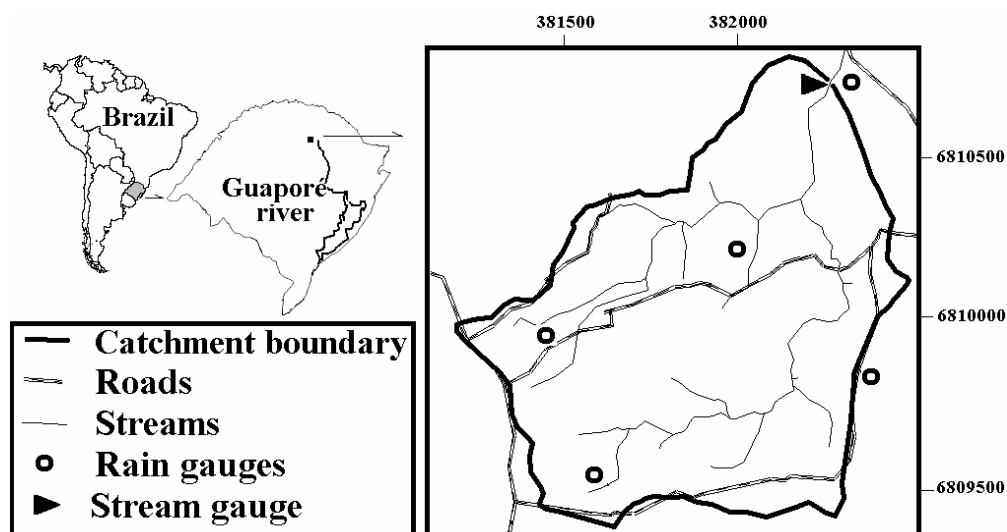 381500 382000
Brazil
Guaporé
river
6810500
6810000
6809500
Catchment boundary
Roads
Streams
Rain gauges
Stream gauge